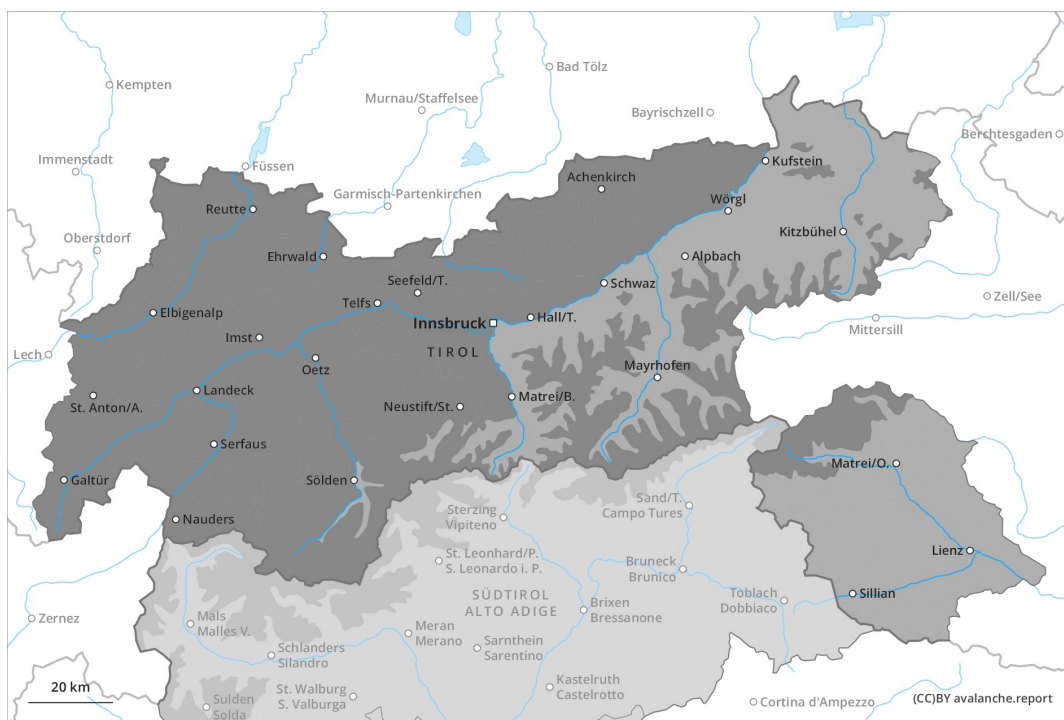 Kempten
Bad Tölz
Murnau/Staffelsee
Bayrischzell
Berchtesgaden
Immenstadt
Füssen
Kufstein
Achenkirch
Garmisch-Partenkirchen
Reutte
Wörgl
Kitzbühel
Oberstdorf
Ehrwald
Alpbach
Seefeld/T.
Schwaz
Zell/See
Telfs
Elbigenalp
Hall/T.
Innsbruck
Mittersill
Imst
TIROL
Lech
Oetz
Mayrhofen
Landeck
Matrei/B.
St. Anton/A.
Neustift/St.
Serfaus
Matrei/O.
Galtür
Sölden
Sand/T.
Campo Tures
Sterzing
Vipiteno
Nauders
St. Leonhard/P.
S. Leonardo i. P.
Lienz
Bruneck
Brunico
SÜDTIROL
ALTO ADIGE
Sillian
Toblach
Dobbiaco
Brixen
Bressanone
Zernez
Mals
Malles V.
Meran
Merano
Sarnthein
Sarentino
Schlanders
Silandro
Kastelruth
Castelrotto
20 km
St. Walburg
S. Valburga
Sulden
Solda
Cortina d'Ampezzo
(CC)BY avalanche.report